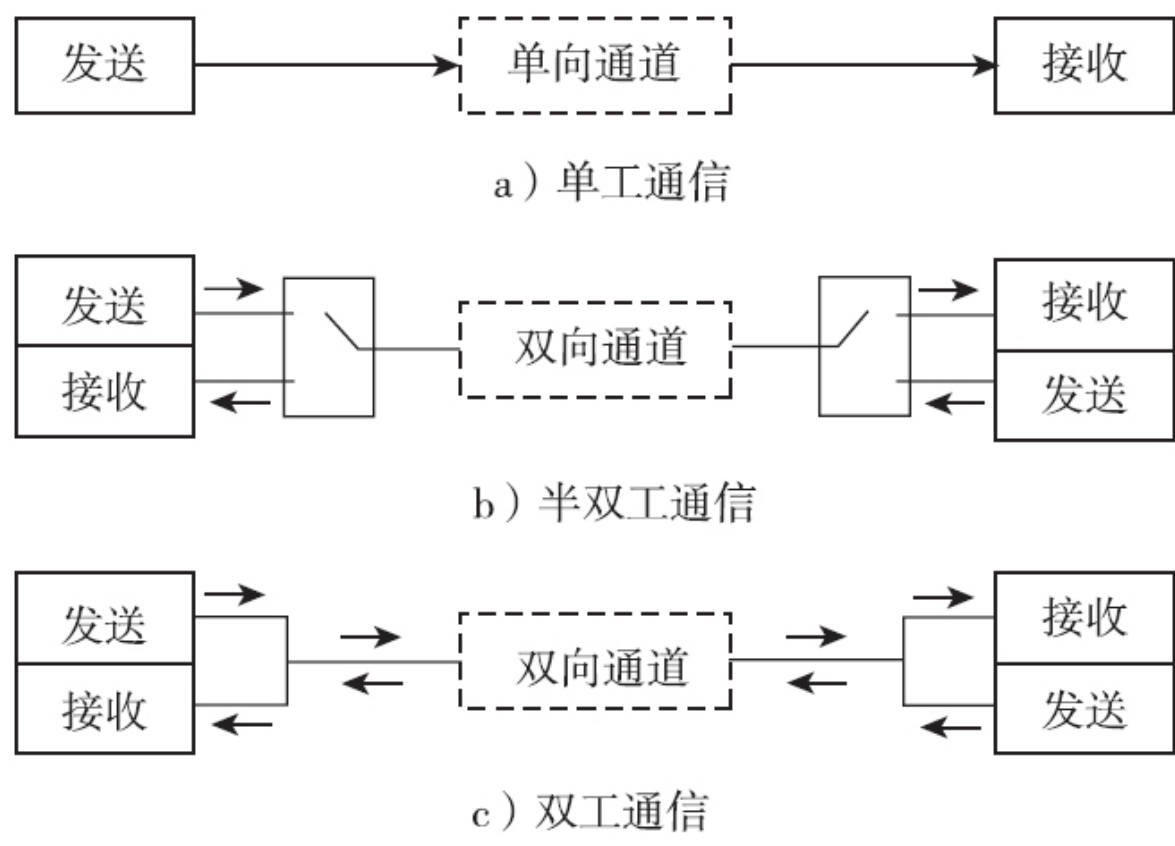 发送 单向通道 接收
a）单工通信
发送 接收
双向通道
接收 发送
b）半双工通信
发送 接收
双向通道
接收 发送
c）双工通信